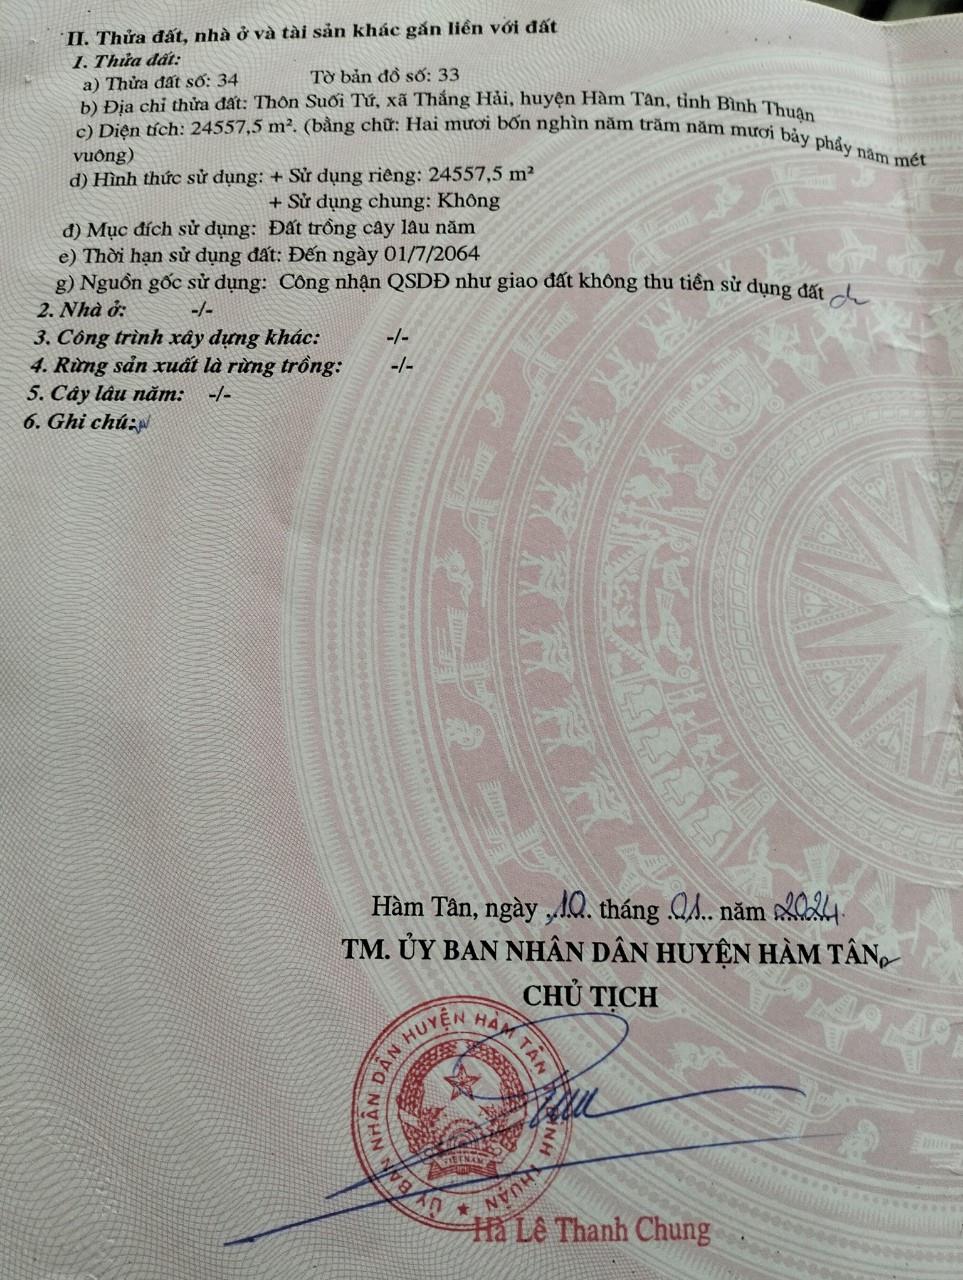 II. Thửa đất, nhà ở và tài sản khác gắn liền với đất
1. Thửa đất:
a) Thửa đất số: 34 Tờ bản đồ số: 33
b) Địa chỉ thửa đất: Thôn Suối Tứ, xã Thắng Hải, huyện Hàm Tân, tỉnh Bình Thuận
c) Diện tích: 24557,5 m². (bằng chữ: Hai mươi bốn nghìn năm trăm năm mươi bảy phẩy năm mét
vuông)
d) Hình thức sử dụng: + Sử dụng riêng: 24557,5 m²
+ Sử dụng chung: Không
đ) Mục đích sử dụng: Đất trồng cây lâu năm
e) Thời hạn sử dụng đất: Đến ngày 01/7/2064
g) Nguồn gốc sử dụng: Công nhận QSDĐ như giao đất không thu tiền sử dụng đất
2. Nhà ở: -/-
3. Công trình xây dựng khác: -/-
4. Rừng sản xuất là rừng trồng: -/-
5. Cây lâu năm: -/-
6. Ghi chú:
Hàm Tân, ngày 10 tháng 01 năm 2024
TM. ỦY BAN NHÂN DÂN HUYỆN HÀM TÂN
CHỦ TỊCH
ỦY BAN NHÂN DÂN HUYỆN HÀM TÂN
BÌNH THUẬN
VIETNAM
Hà Lê Thanh Chung